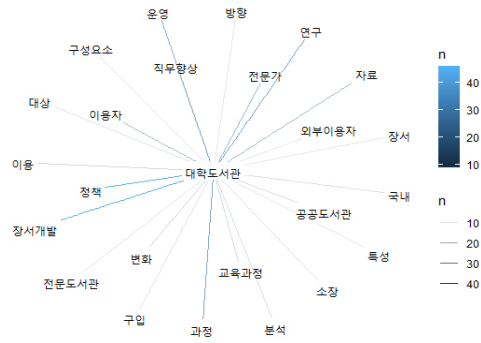 운영
방향
연구
구성요소
직무향상
전문가
자료
대상
이용자
외부이용자
장서
이용
대학도서관
정책
국내
공공도서관
장서개발
변화
특성
교육과정
전문도서관
소장
구입
과정
분석
n
40
30
20
10
n
10
20
30
40